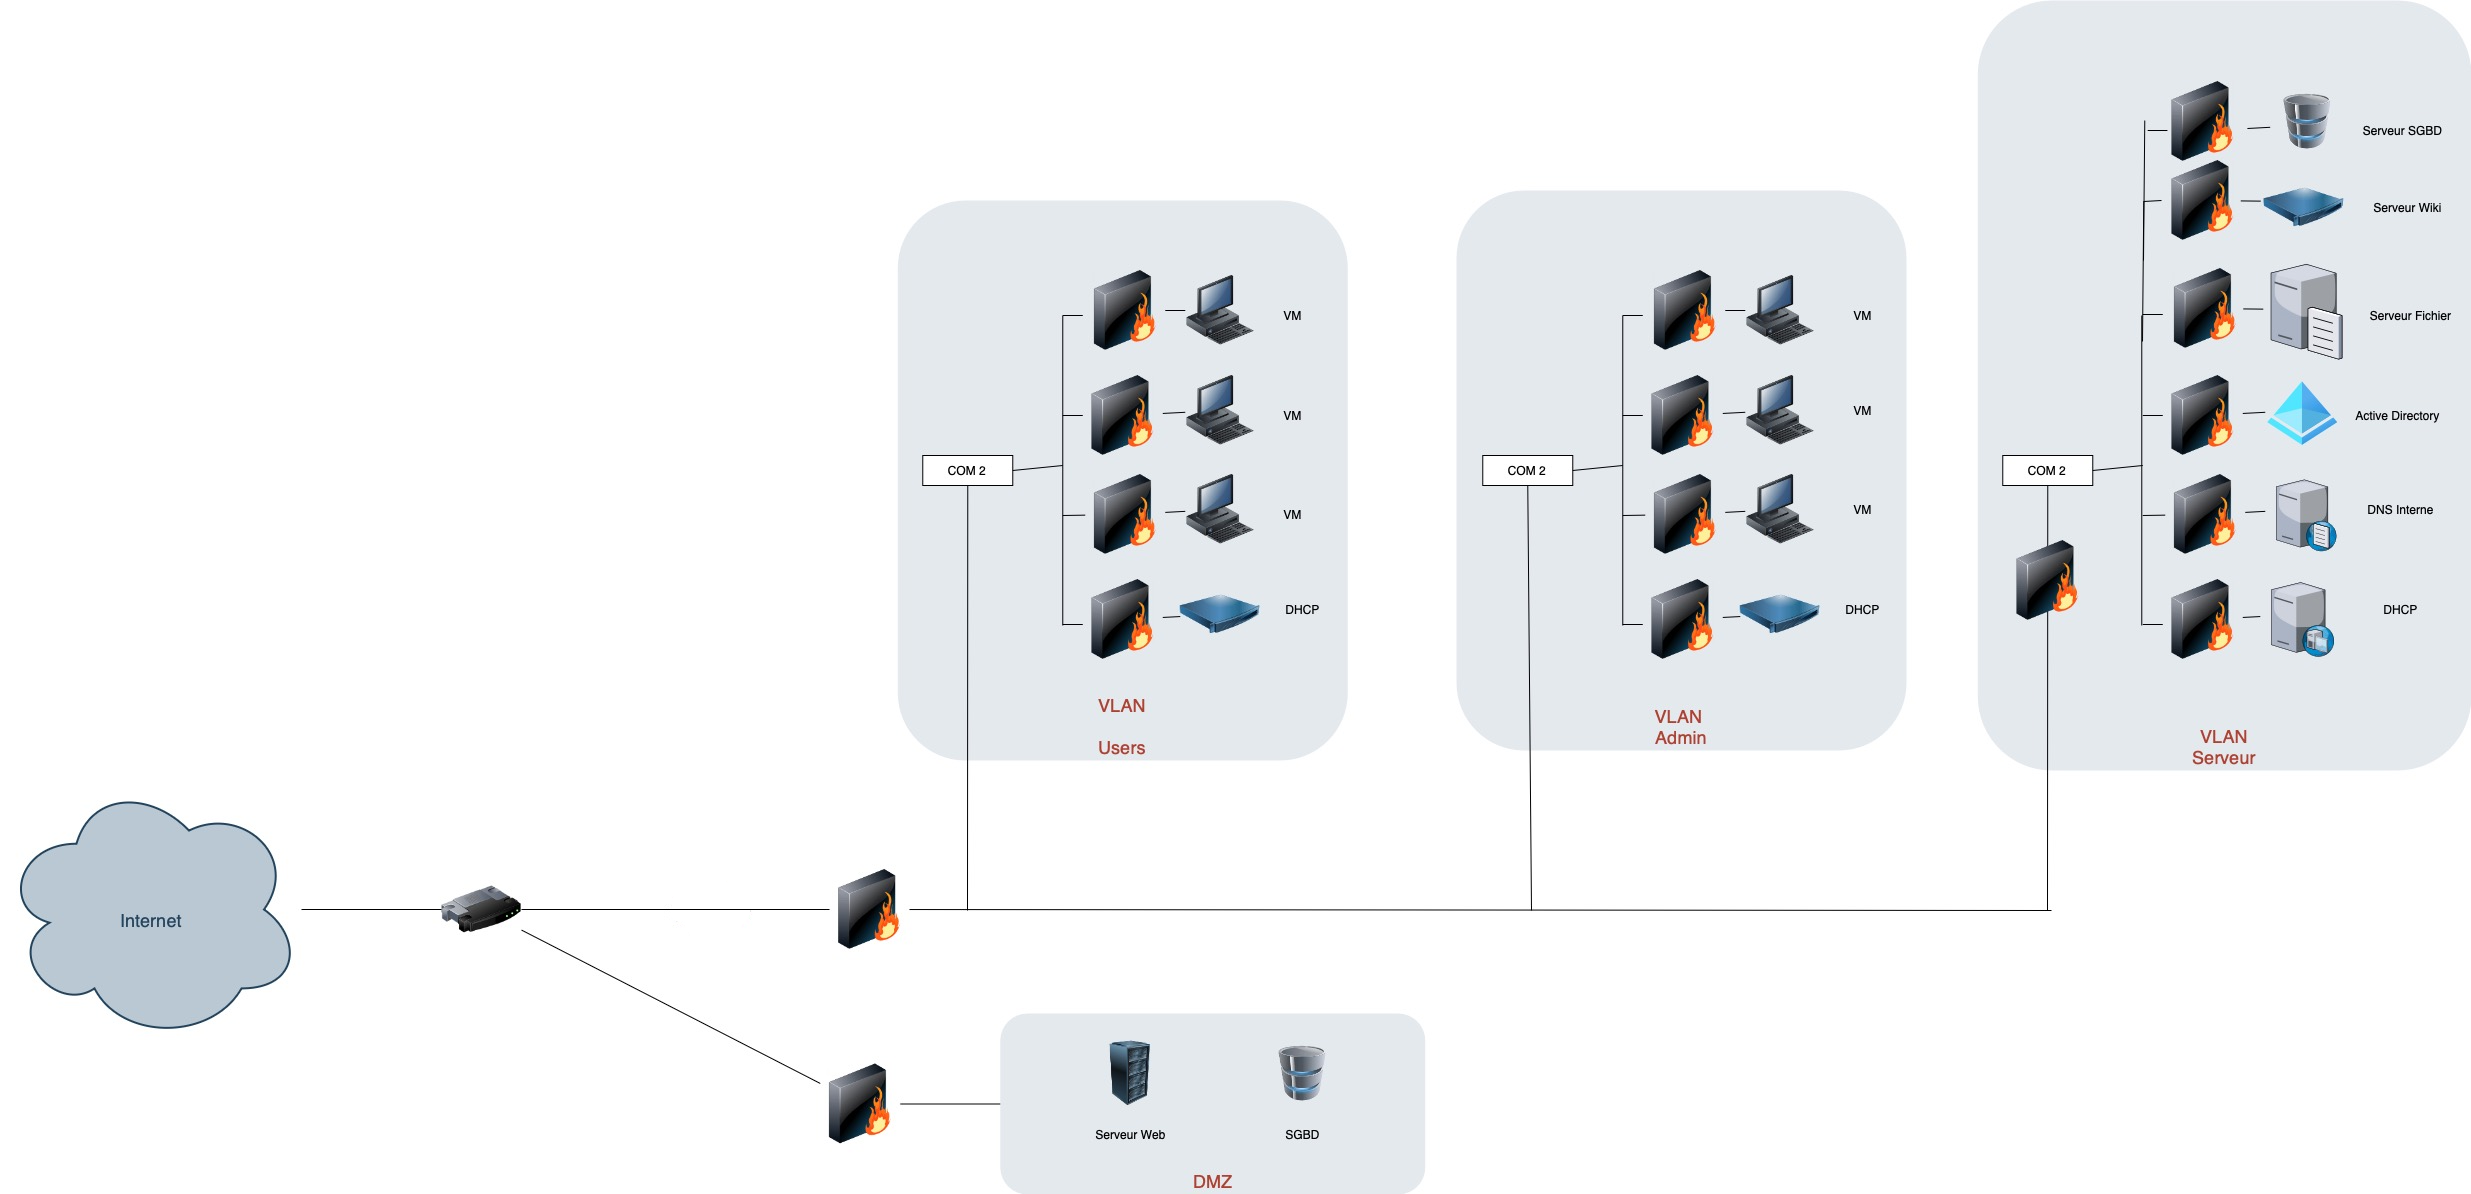 Serveur SGBD
Serveur Wiki
Serveur Fichier
Active Directory
DNS Interne
DHCP
COM 2
VLAN
Serveur
VM
VM
VM
DHCP
COM 2
VLAN
Admin
VM
VM
VM
DHCP
COM 2
VLAN
Users
Internet
Serveur Web
SGBD
DMZ